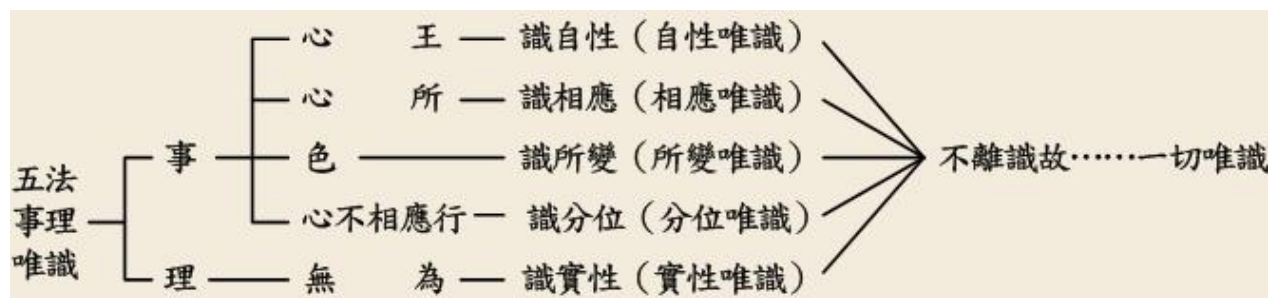 五法
事理
唯識
事
心王 識自性（自性唯識）
心所 識相應（相應唯識）
色 識所變（所變唯識）
心不相應行 識分位（分位唯識）
理
無為 識實性（實性唯識）
不離識故……一切唯識